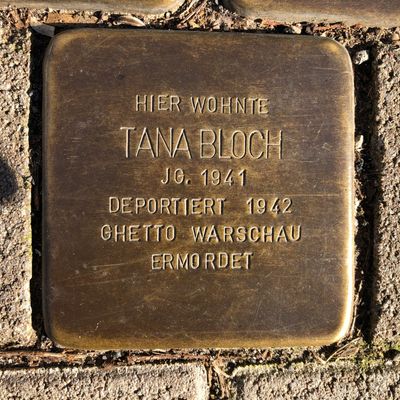 HIER WOHNTE
TANA BLOCH
JG. 1941
DEPORTIERT 1942
GHETTO WARSCHAU
ERMORDET